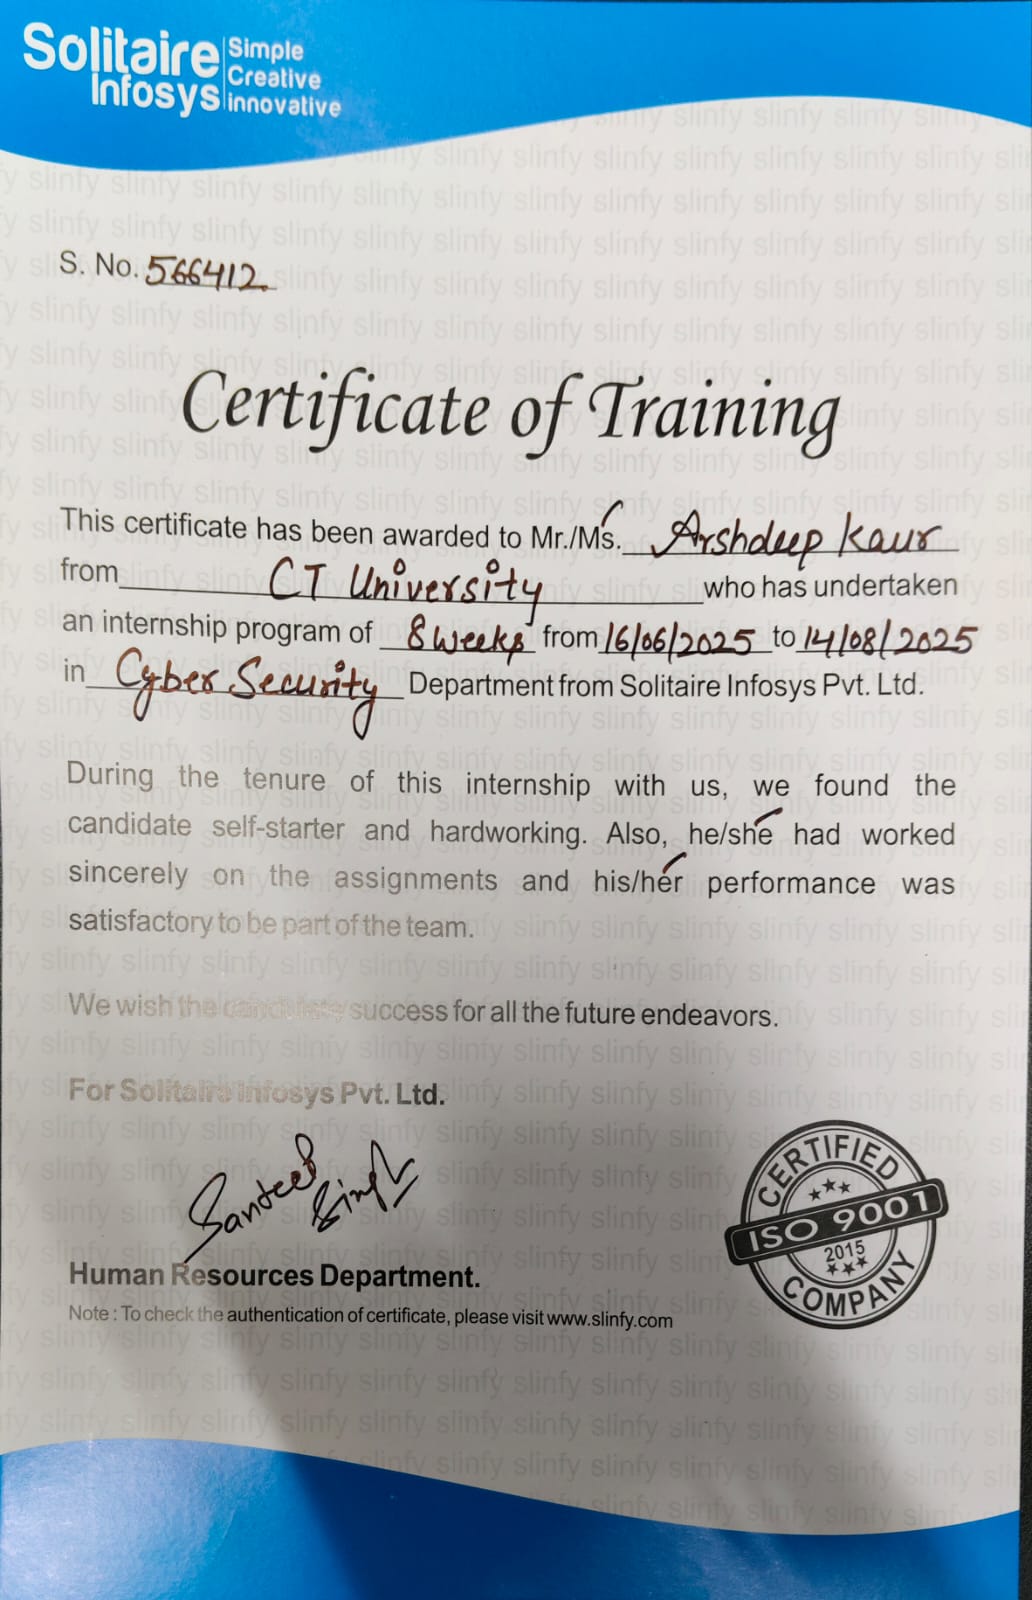 Solitaire
Infosys
Simple
Creative
innovative
S. No. 566412
Certificate of Training
This certificate has been awarded to Mr./Ms. Arshdeep Kaur
from CT University who has undertaken
an internship program of 8 weeks from 16/06/2025 to 14/08/2025
in Cyber Security Department from Solitaire Infosys Pvt. Ltd.
During the tenure of this internship with us, we found the
candidate self-starter and hardworking. Also, he/she had worked
sincerely on the assignments and his/her performance was
satisfactory to be part of the team.
We wish the candidate success for all the future endeavors.
For Solitaire Infosys Pvt. Ltd.
Sandeep
Singh
CERTIFIED
ISO 9001
2015
COMPANY
Human Resources Department.
Note : To check the authentication of certificate, please visit www.slinfy.com